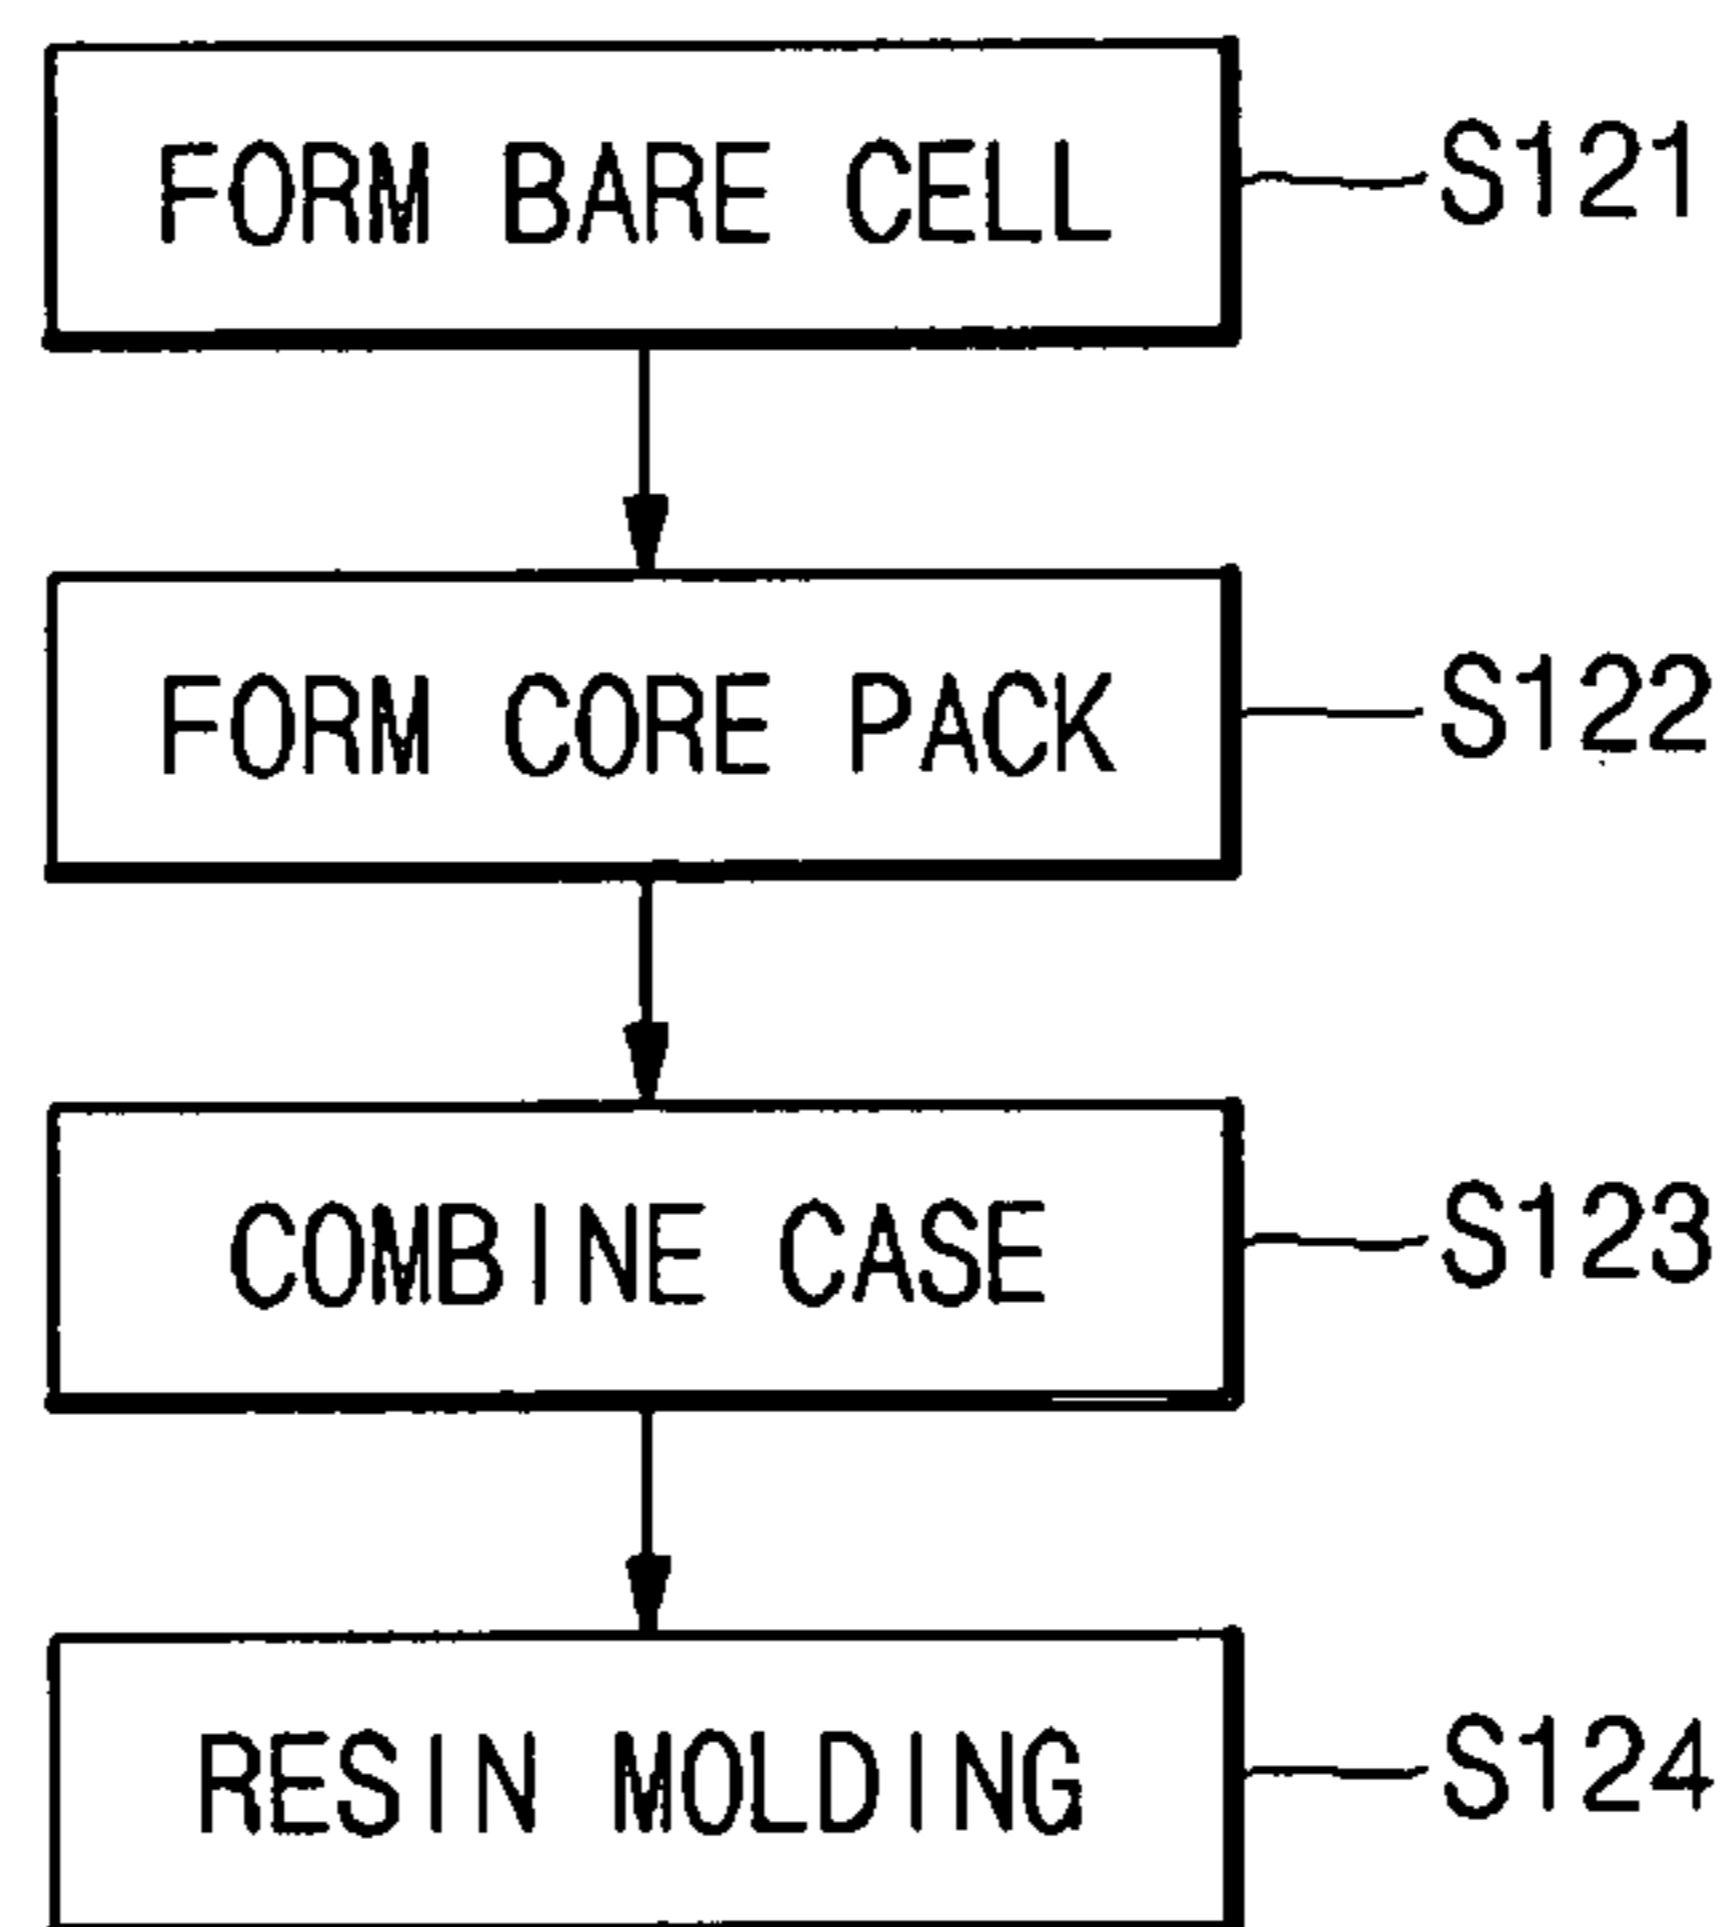 FORM BARE CELL S121
FORM CORE PACK S122
COMBINE CASE S123
RESIN MOLDING S124